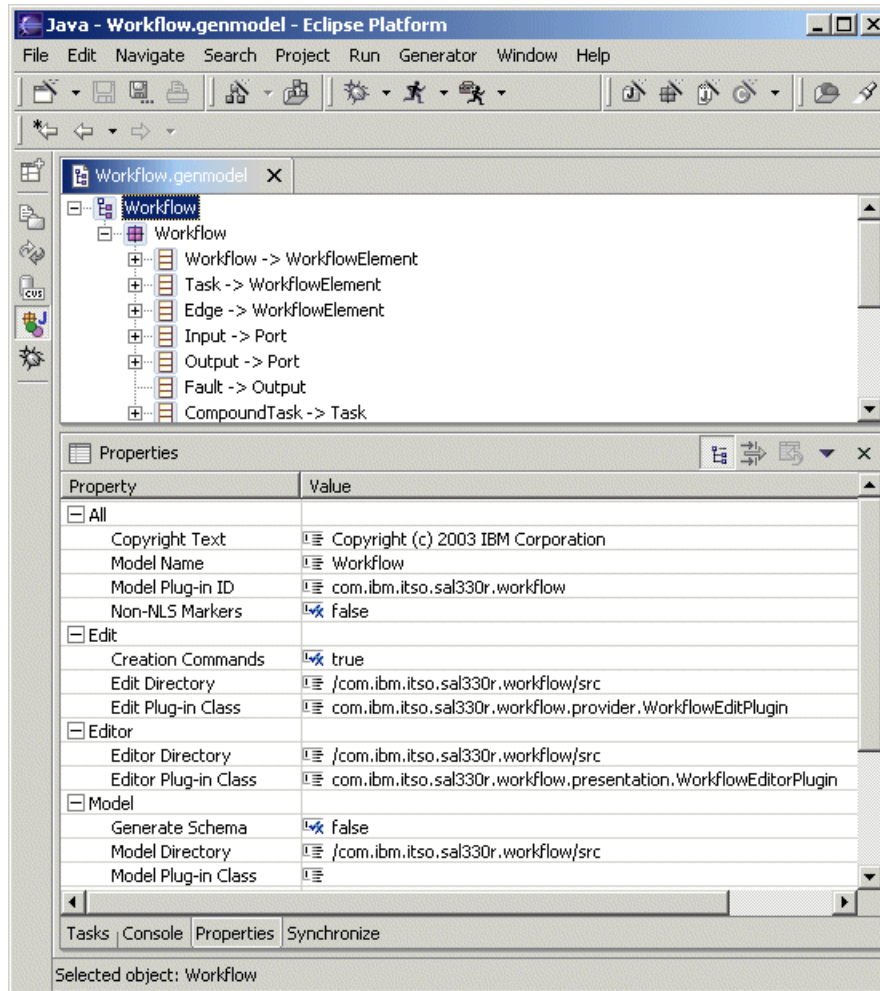 Java - Workflow.genmodel - Eclipse Platform
File Edit Navigate Search Project Run Generator Window Help
Workflow.genmodel
Workflow
Workflow
Workflow -> WorkflowElement
Task -> WorkflowElement
Edge -> WorkflowElement
Input -> Port
Output -> Port
Fault -> Output
CompoundTask -> Task
Properties
Property Value
All
Copyright Text Copyright (c) 2003 IBM Corporation
Model Name Workflow
Model Plug-in ID com.ibm.itso.sal330r.workflow
Non-NLS Markers false
Edit
Creation Commands true
Edit Directory /com.ibm.itso.sal330r.workflow/src
Edit Plug-in Class com.ibm.itso.sal330r.workflow.provider.WorkflowEditPlugin
Editor
Editor Directory /com.ibm.itso.sal330r.workflow/src
Editor Plug-in Class com.ibm.itso.sal330r.workflow.presentation.WorkflowEditorPlugin
Model
Generate Schema false
Model Directory /com.ibm.itso.sal330r.workflow/src
Model Plug-in Class
Tasks Console Properties Synchronize
Selected object: Workflow